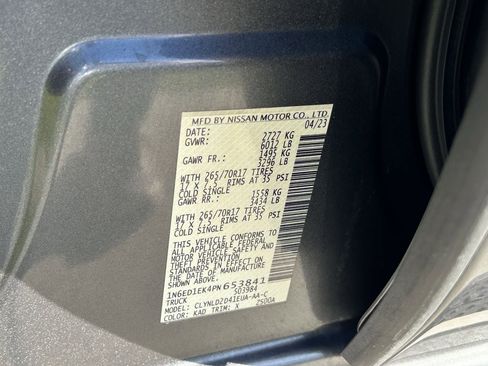 MFD BY NISSAN MOTOR CO., LTD
DATE: 04/23
GVWR: 2727 KG
6012 LB
GAWR FR.: 1495 KG
3296 LB
WITH 265/70R17 TIRES
17 X 7.5 RIMS AT 35 PSI
COLD SINGLE
GAWR RR.: 1558 KG
3434 LB
WITH 265/70R17 TIRES
17 X 7.5 RIMS AT 35 PSI
COLD SINGLE
THIS VEHICLE CONFORMS TO
ALL APPLICABLE FEDERAL
MOTOR VEHICLE SAFETY
STANDARDS IN EFFECT ON
THE DATE OF MANUFACTURE
SHOWN ABOVE.
1N6ED1EK4PN653841
TRUCK 503984
MODEL: CLYNLD2D41EUA-AA-C
COLOR: KAD TRIM: X Z500A